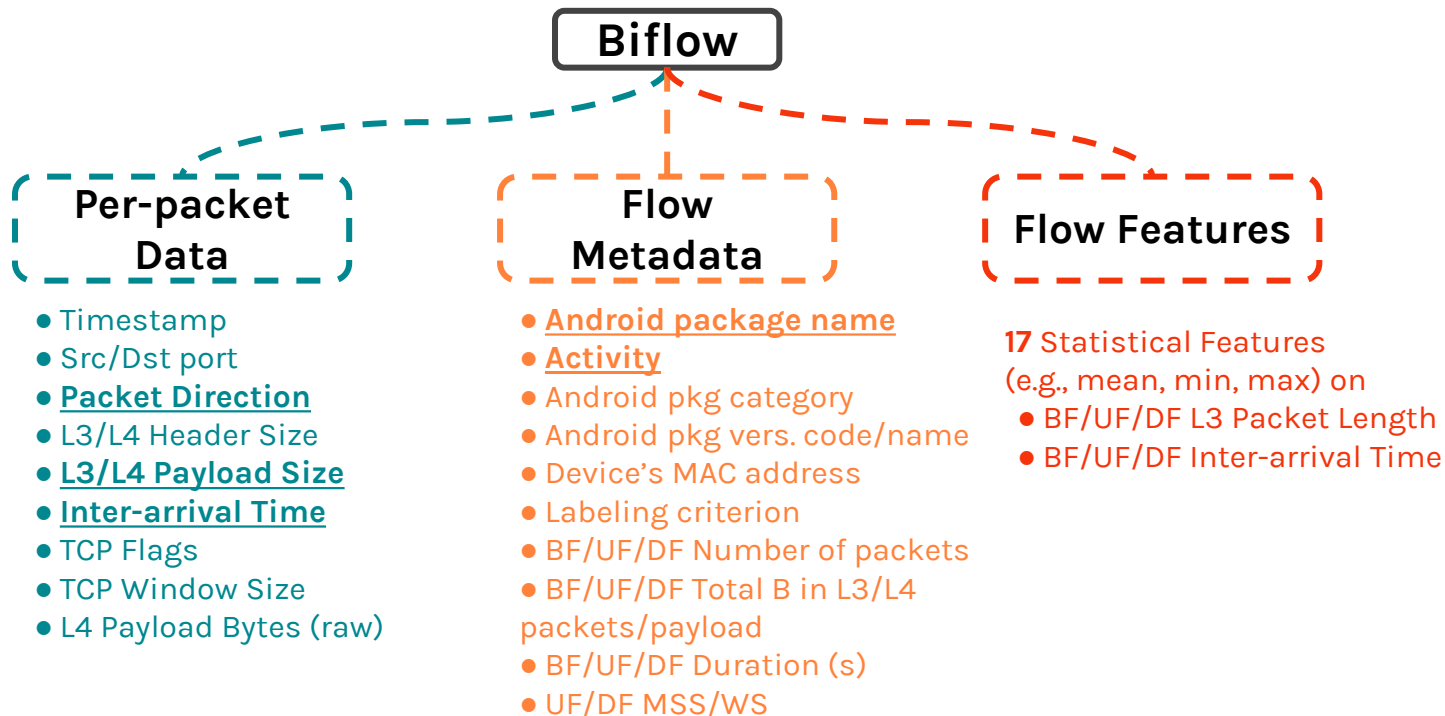 Biflow
Per-packet
Data
● Timestamp
● Src/Dst port
● Packet Direction
● L3/L4 Header Size
● L3/L4 Payload Size
● Inter-arrival Time
● TCP Flags
● TCP Window Size
● L4 Payload Bytes (raw)
Flow
Metadata
● Android package name
● Activity
● Android pkg category
● Android pkg vers. code/name
● Device's MAC address
● Labeling criterion
● BF/UF/DF Number of packets
● BF/UF/DF Total B in L3/L4
packets/payload
● BF/UF/DF Duration (s)
● UF/DF MSS/WS
Flow Features
17 Statistical Features
(e.g., mean, min, max) on
● BF/UF/DF L3 Packet Length
● BF/UF/DF Inter-arrival Time